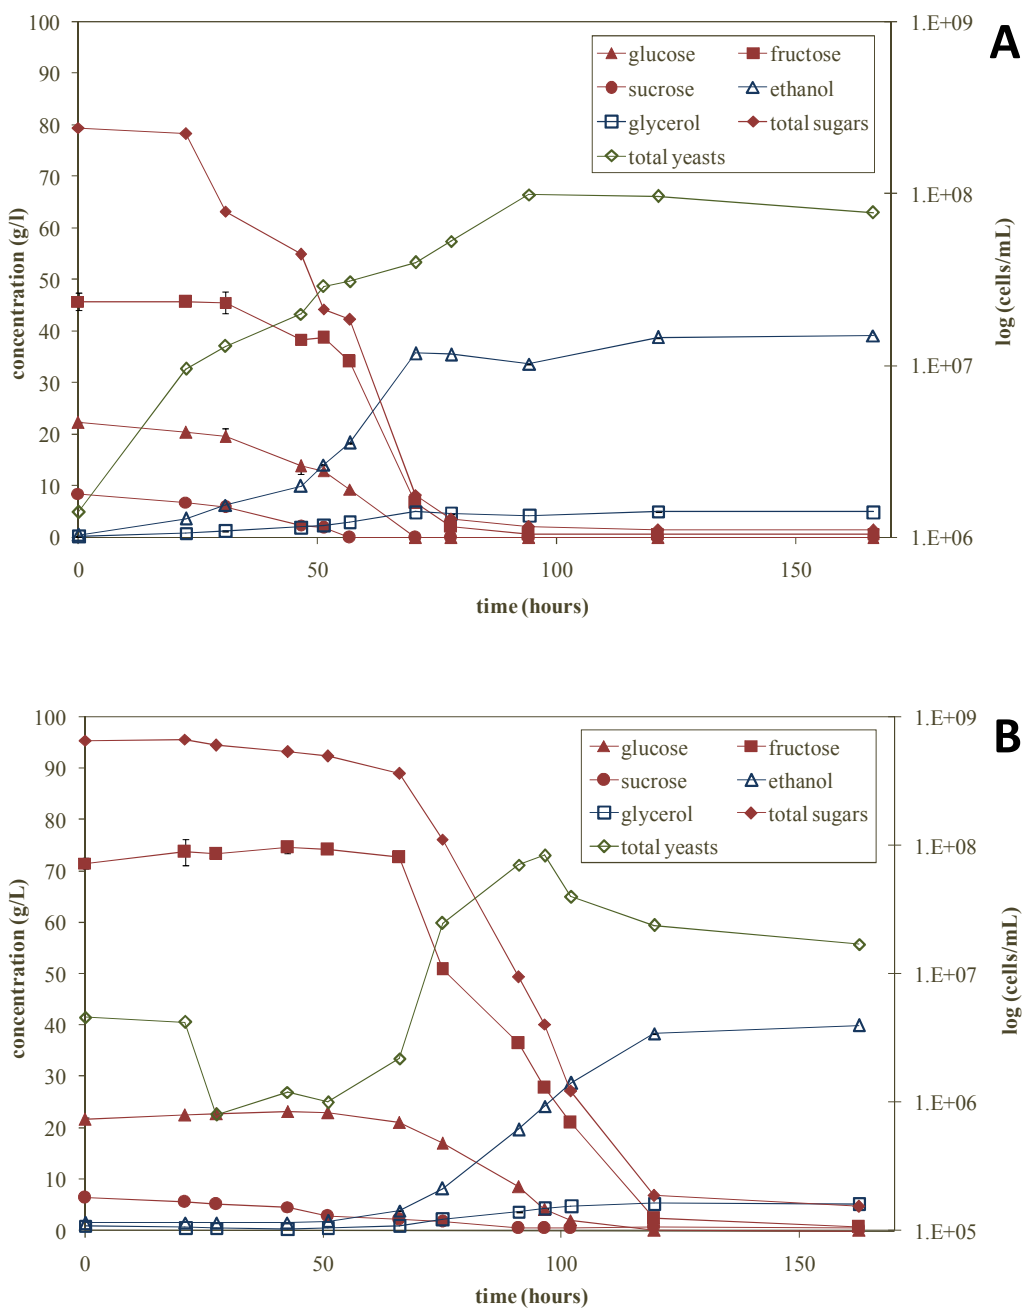 A
100
90
80
70
60
50
40
30
20
10
0
concentration (g/l)
1.E+09
1.E+08
1.E+07
1.E+06
log (cells/mL)
glucose fructose
sucrose ethanol
glycerol total sugars
total yeasts
0 50 100 150
time (hours)
B
100
90
80
70
60
50
40
30
20
10
0
concentration (g/L)
1.E+09
1.E+08
1.E+07
1.E+06
1.E+05
log (cells/mL)
glucose fructose
sucrose ethanol
glycerol total sugars
total yeasts
0 50 100 150
time (hours)